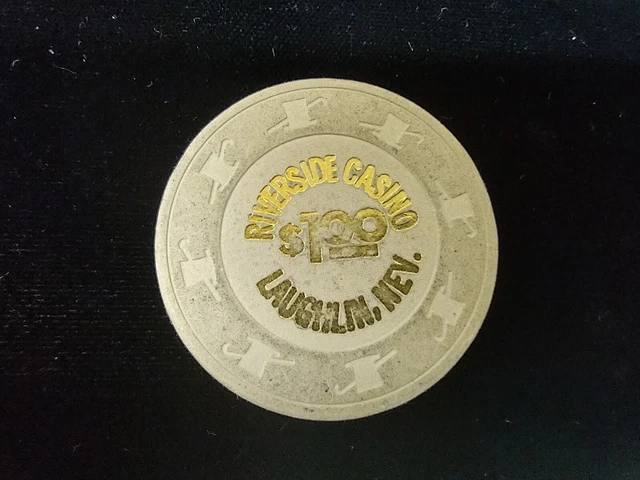 RIVERSIDE CASINO
$1.00
LAUGHLIN, NEV.